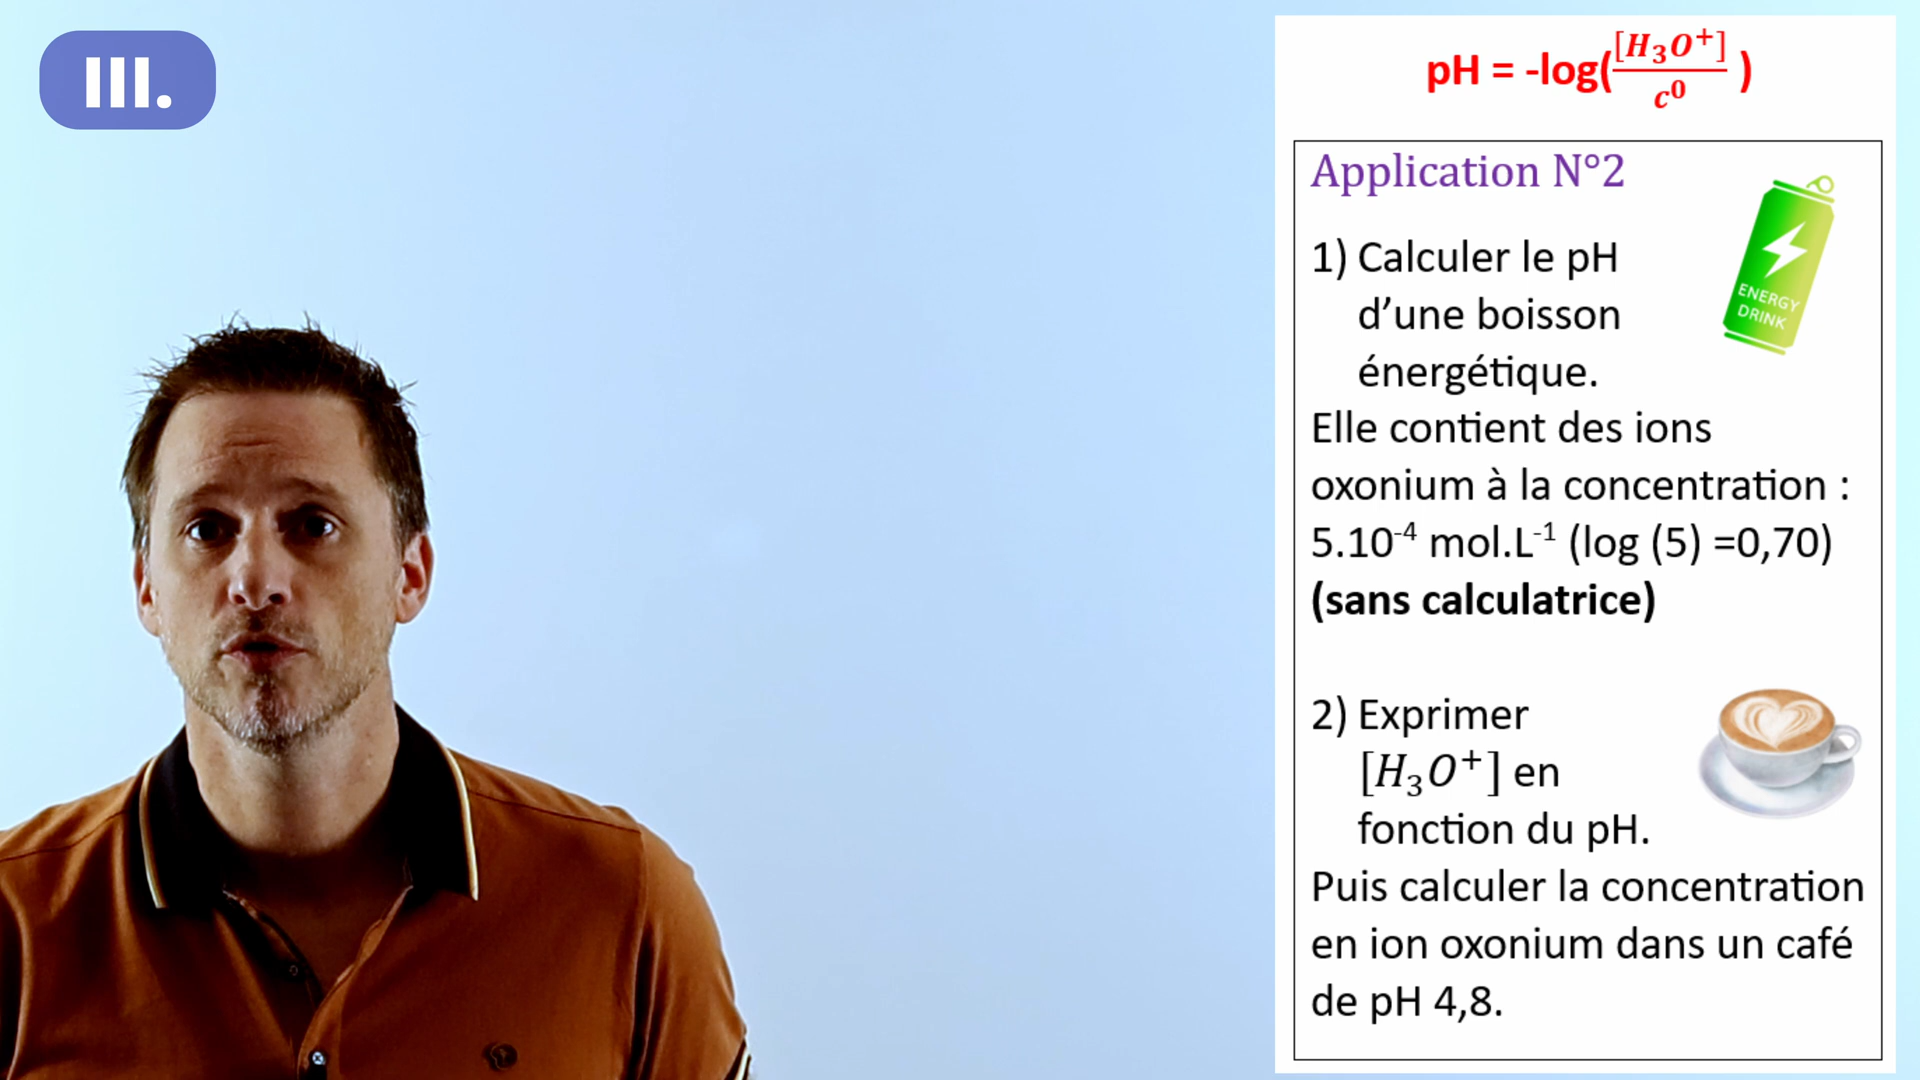 III.
pH = -log([H₃O⁺]/c⁰ )
Application N°2
1) Calculer le pH
d’une boisson
énergétique.
ENERGY
DRINK
Elle contient des ions
oxonium à la concentration :
5.10⁻⁴ mol.L⁻¹ (log (5) =0,70)
(sans calculatrice)
2) Exprimer
[H₃O⁺] en
fonction du pH.
Puis calculer la concentration
en ion oxonium dans un café
de pH 4,8.